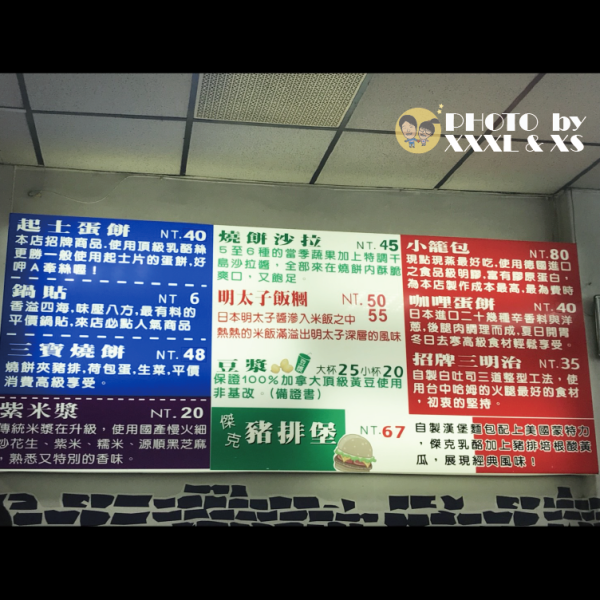 PHOTO by
XXXL & XS
起士蛋餅 NT.40
本店招牌商品,使用頂級乳酪絲
更勝一般使用起士片的蛋餅,好
呷A牽絲喔!
鍋貼 NT 6
香溢四海,味壓八方,最有料的
平價鍋貼,來店必點人氣商品
三寶燒餅 NT.48
燒餅夾豬排,荷包蛋,生菜,平價
消費高級享受。
紫米漿 NT.20
傳統米漿在升級,使用國產慢火細
炒花生、紫米、糯米、源順黑芝麻
,熟悉又特別的香味。
燒餅沙拉 NT.45
5至6種的當季蔬果加上特調千
島沙拉醬,全部來在燒餅內酥脆
爽口,又飽足。
明太子飯糰 NT.50
55
日本明太子醬滲入米飯之中
熱熱的米飯滿溢出明太子深層的風味
豆漿 大杯25小杯20
保證100%加拿大頂級黃豆使用
非基改。(備證書)
傑克 豬排堡 NT.67
小籠包 NT.80
現點現蒸最好吃,使用德國進口
之食品級明膠,富有膠原蛋白,
為本店製作成本最高,最為費時
咖哩蛋餅 NT.40
日本進口二十幾種辛香料與洋
蔥,後腿肉調理而成,夏日開胃
冬日去寒高級食材輕鬆享受。
招牌三明治 NT.35
自製白吐司三道整型工法,使
用台中哈姆的火腿最好的食材
,初衷的堅持。
自製漢堡麵包配上美國蒙特力
,傑克乳酪加上豬排培根酸黃
瓜,展現經典風味!